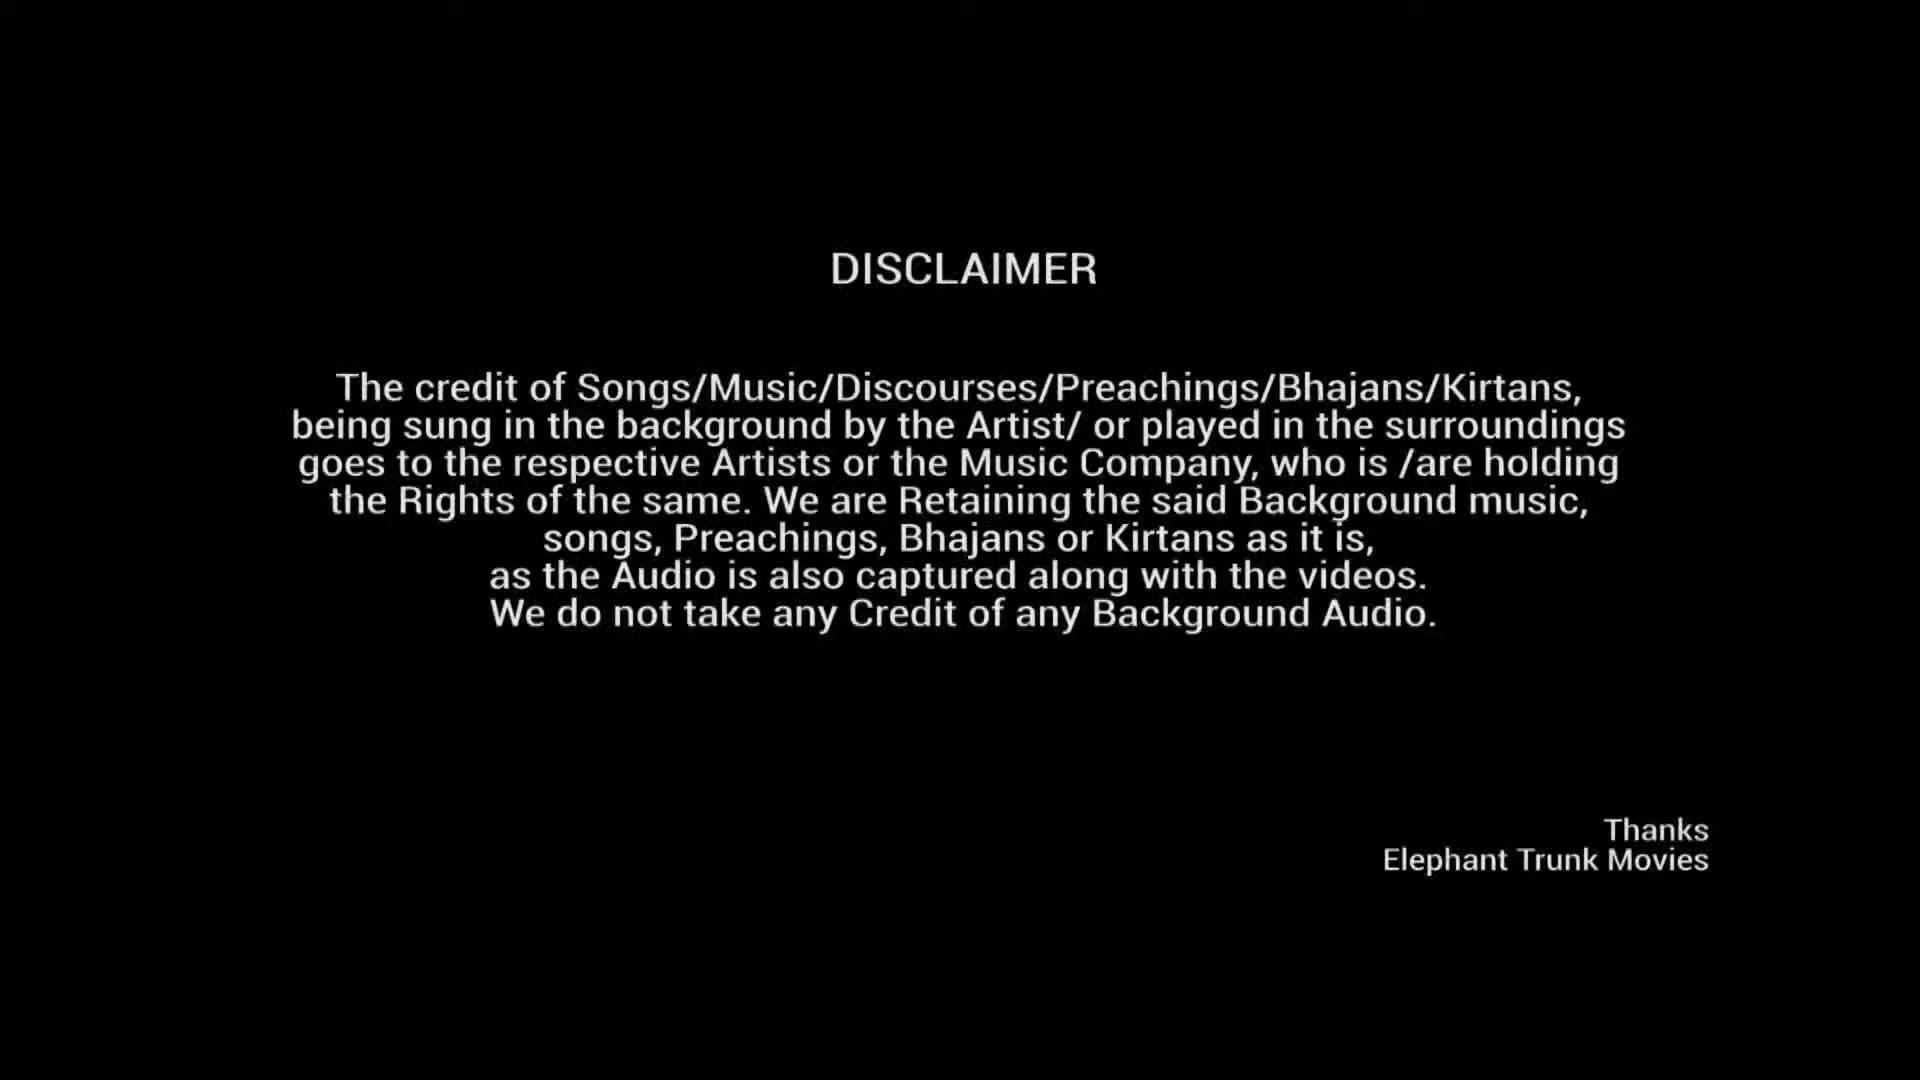 DISCLAIMER
The credit of Songs/Music/Discourses/Preachings/Bhajans/Kirtans,
being sung in the background by the Artist/ or played in the surroundings
goes to the respective Artists or the Music Company, who is /are holding
the Rights of the same. We are Retaining the said Background music,
songs, Preachings, Bhajans or Kirtans as it is,
as the Audio is also captured along with the videos.
We do not take any Credit of any Background Audio.
Thanks
Elephant Trunk Movies